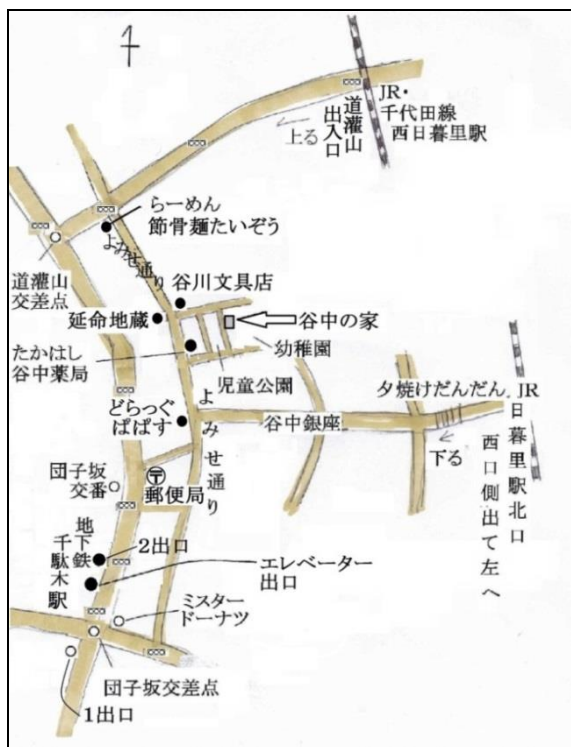 JR・
千代田線
西日暮里駅
道灌山
出入口
上る
らーめん
節骨麺たいぞう
よみせ通り
道灌山
交差点
谷川文具店
延命地蔵
谷中の家
幼稚園
たかはし
谷中薬局
児童公園
夕焼けだんだん
JR日暮里駅北口
西口側出て左へ
どらっぐ
ぱぱす
谷中銀座
下る
よみせ通り
団子坂
交番
〒
郵便局
地下鉄
千駄木駅
2出口
エレベーター
出口
ミスター
ドーナツ
団子坂交差点
1出口